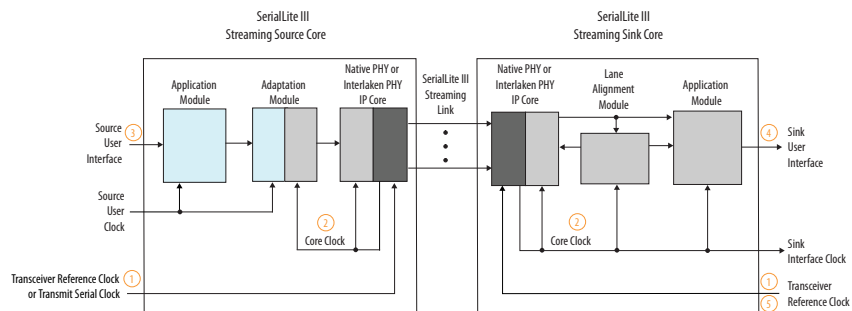 SerialLite III
Streaming Source Core
SerialLite III
Streaming Sink Core
Application
Module
Adaptation
Module
Native PHY or
Interlaken PHY
IP Core
SerialLite III
Streaming
Link
Native PHY or
Interlaken PHY
IP Core
Lane
Alignment
Module
Application
Module
Source
User
Interface
3
4
Sink
User
Interface
Source
User
Clock
2
Core Clock
2
Core Clock
Sink
Interface Clock
Transceiver Reference Clock
or Transmit Serial Clock
1
1
Transceiver
5
Reference Clock